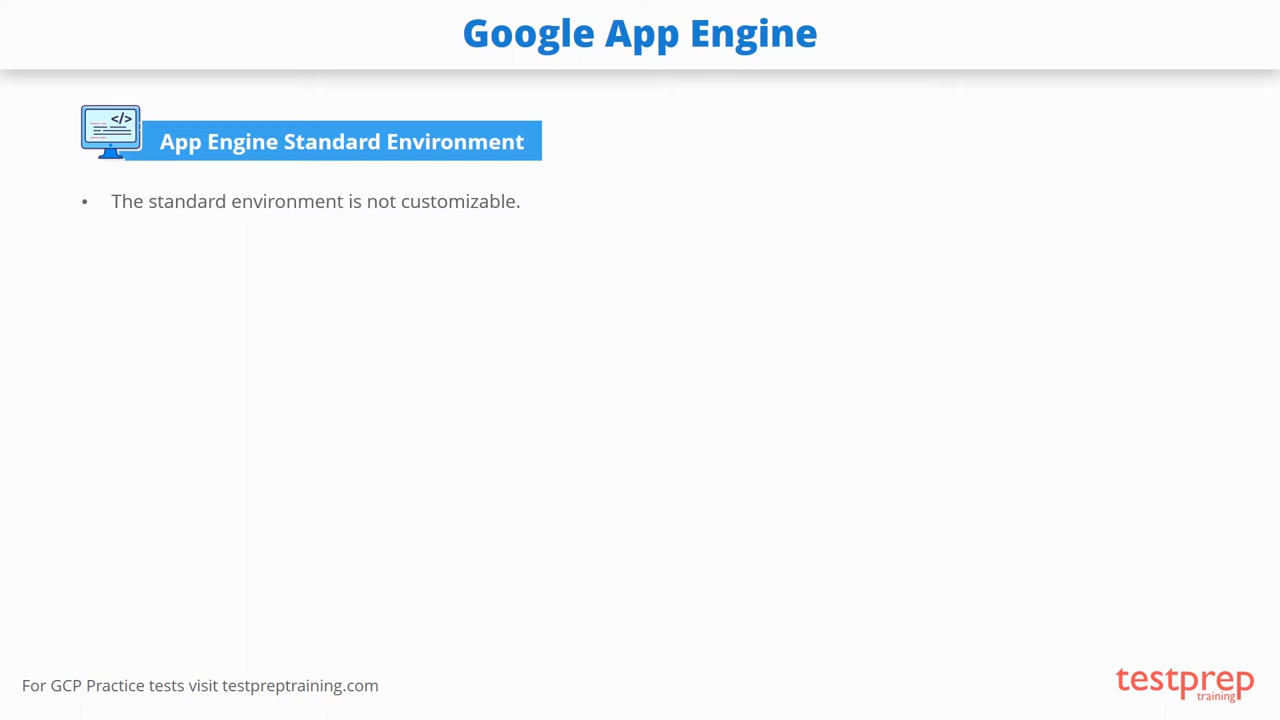 Google App Engine
</>
App Engine Standard Environment
• The standard environment is not customizable.
For GCP Practice tests visit testpreptraining.com
testprep
training